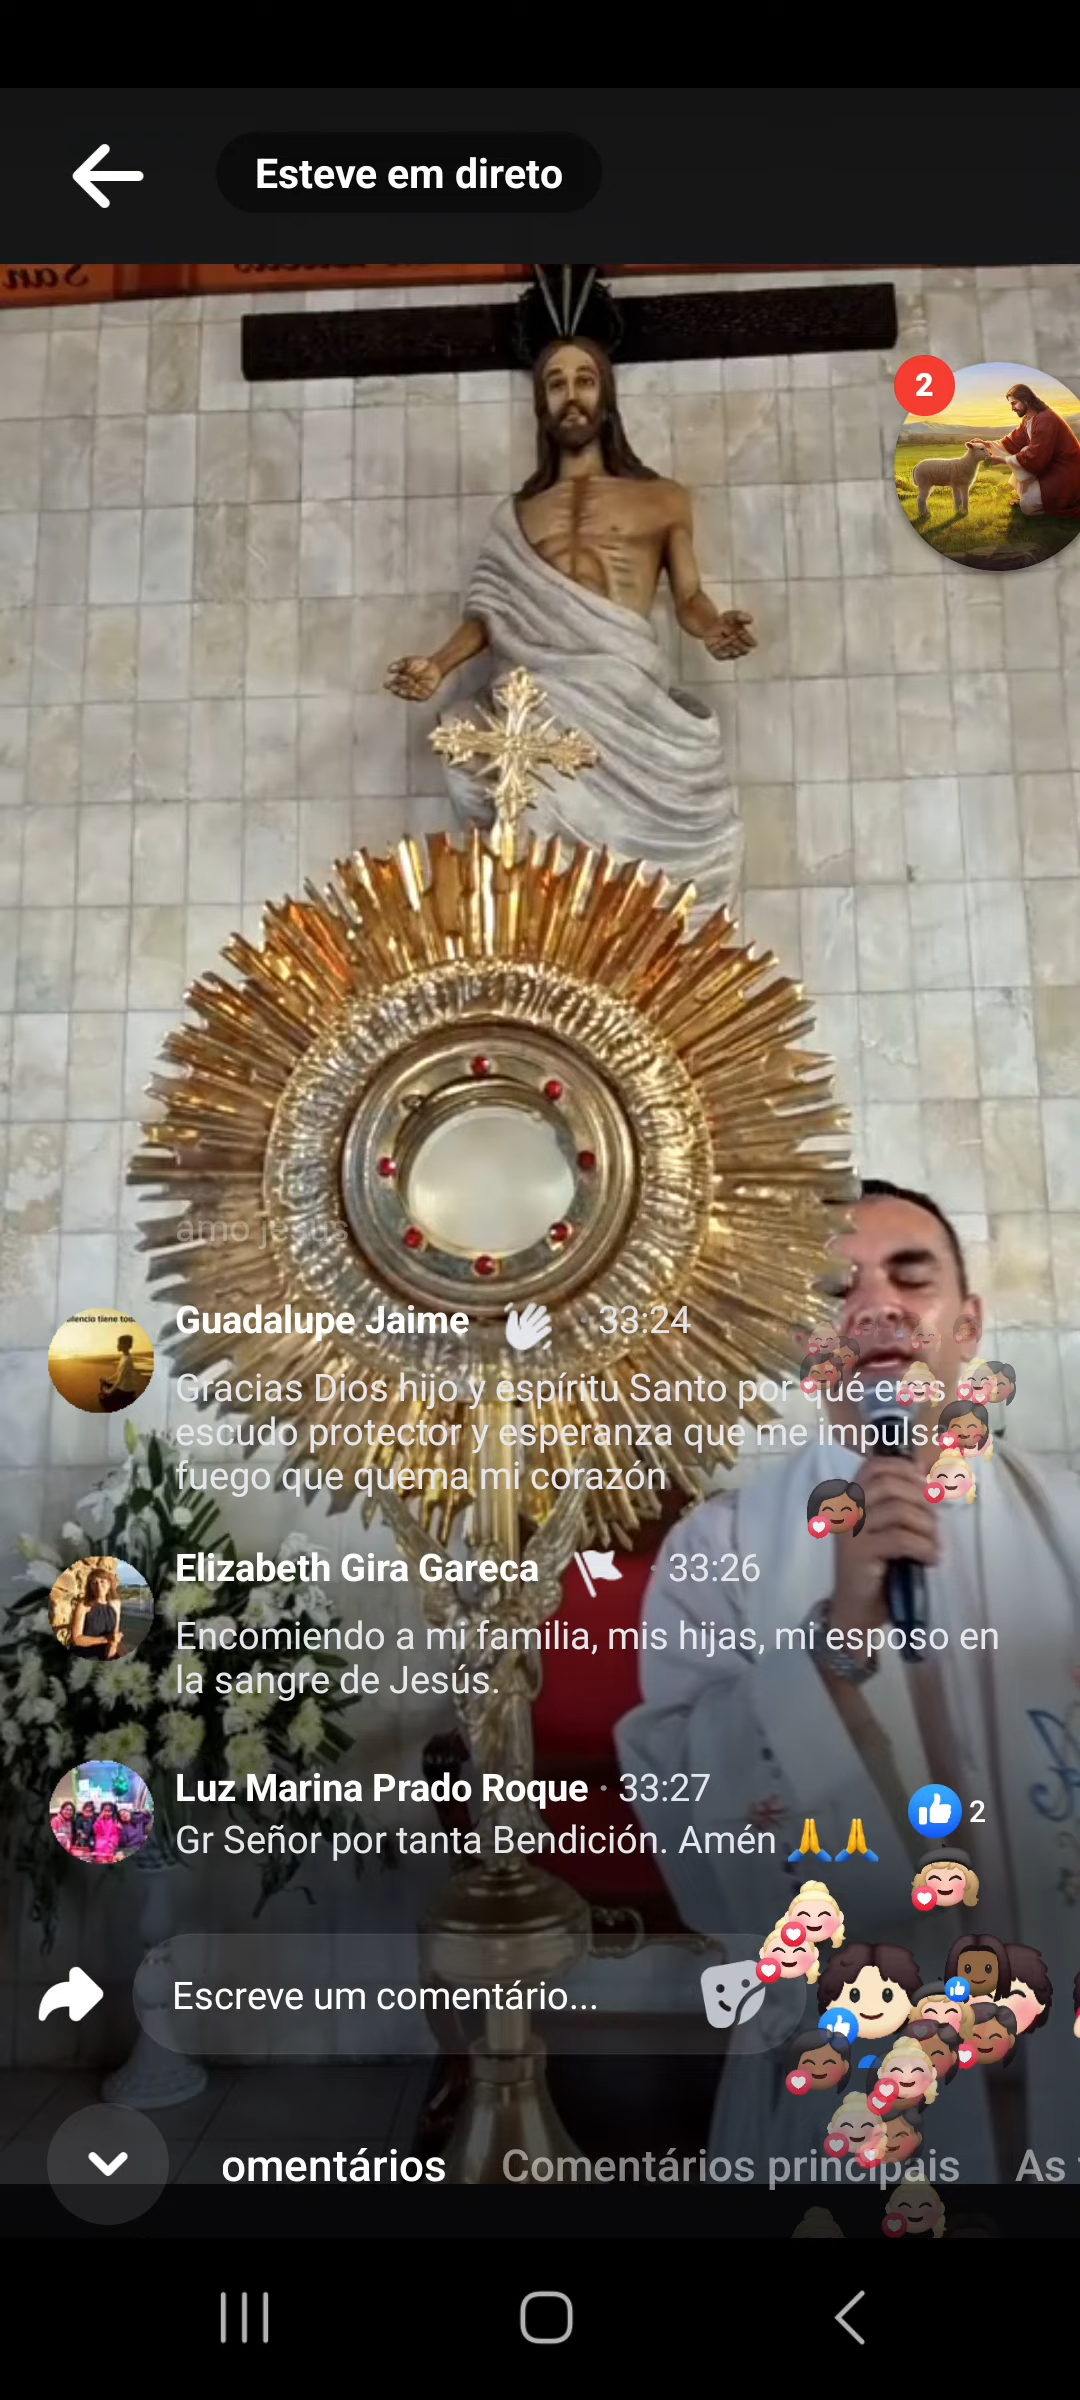 Esteve em direto
San
2
amo jesus
Guadalupe Jaime · 33:24
Gracias Dios hijo y espíritu Santo por qué eres
escudo protector y esperanza que me impulsa
fuego que quema mi corazón
Elizabeth Gira Gareca · 33:26
Encomiendo a mi familia, mis hijas, mi esposo en
la sangre de Jesús.
Luz Marina Prado Roque · 33:27
Gr Señor por tanta Bendición. Amén 🙏🙏
2
Escreve um comentário...
omentários Comentários principais As